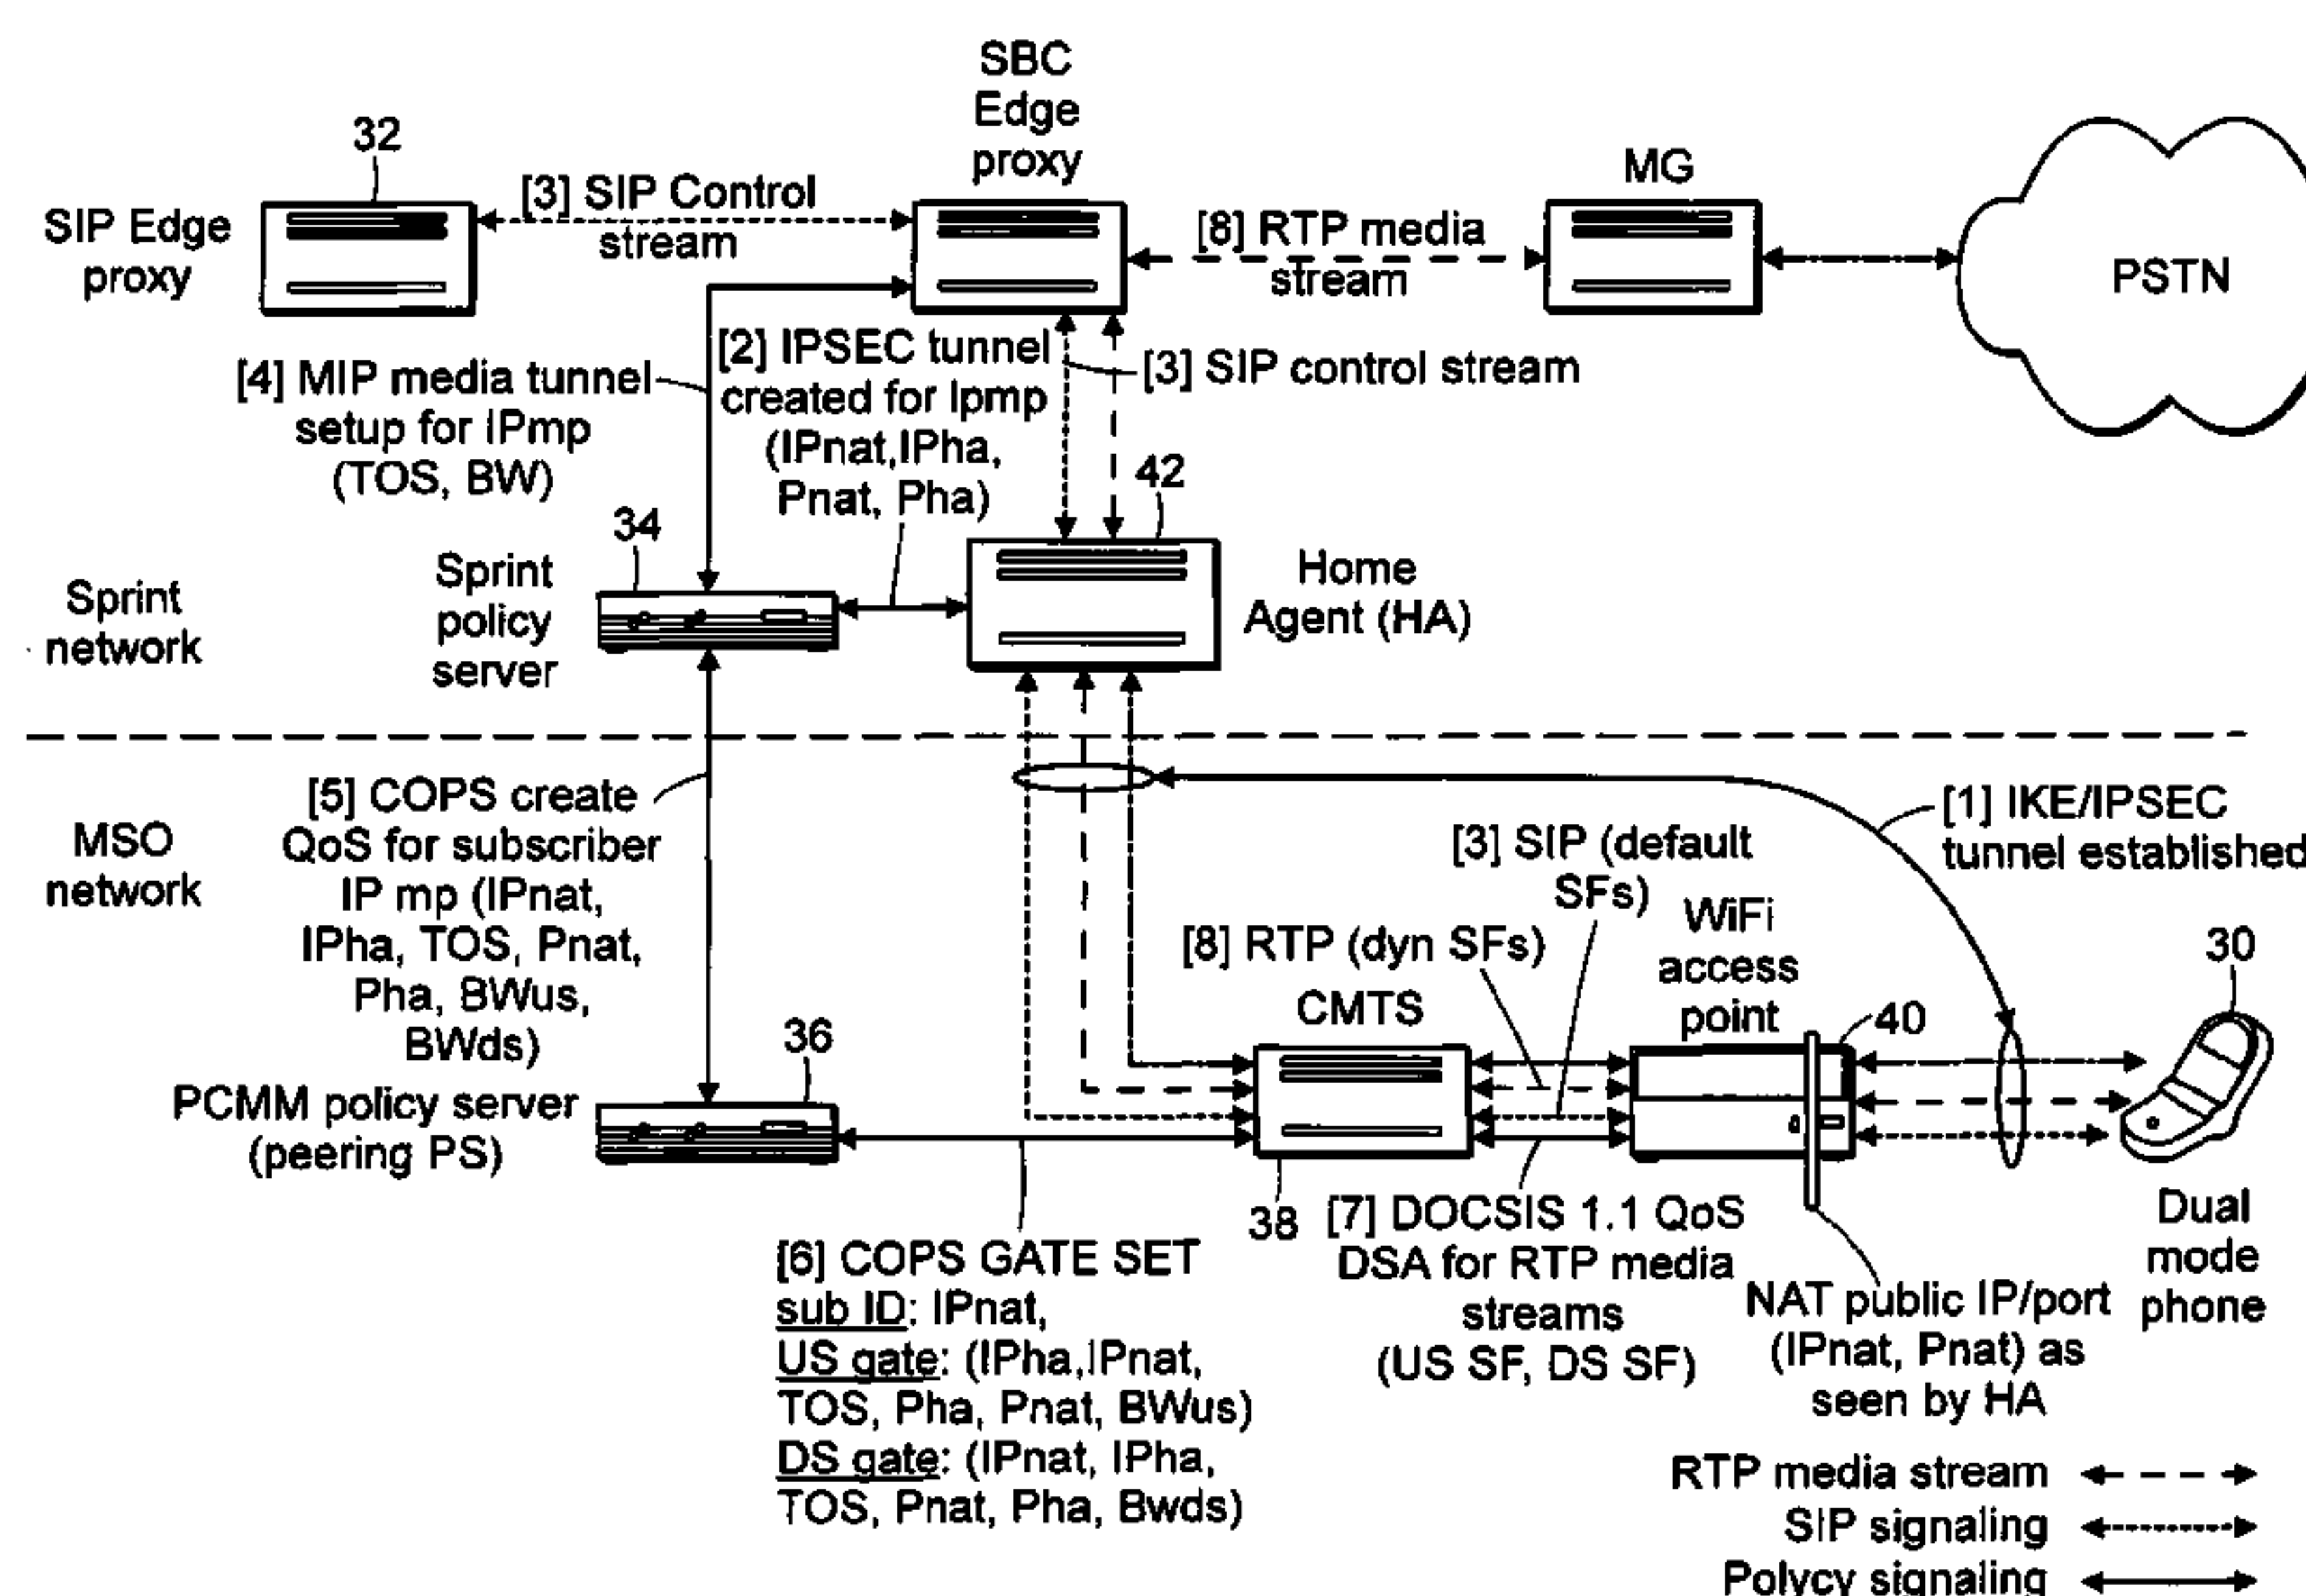 SBC
Edge
proxy
32
SIP Edge
proxy
[3] SIP Control
stream
MG
[8] RTP media
stream
PSTN
[4] MIP media tunnel
setup for IPmp
(TOS, BW)
[2] IPSEC tunnel
created for Ipmp
(IPnat,IPha,
Pnat, Pha)
[3] SIP control stream
42
34
Sprint
policy
server
Home
Agent (HA)
Sprint
network
MSO
network
[5] COPS create
QoS for subscriber
IP mp (IPnat,
IPha, TOS, Pnat,
Pha, BWus,
BWds)
[1] IKE/IPSEC
tunnel established
[3] SIP (default
SFs)
[8] RTP (dyn SFs)
WiFi
access
point
CMTS
30
40
36
PCMM policy server
(peering PS)
38
[7] DOCSIS 1.1 QoS
DSA for RTP media
streams
(US SF, DS SF)
Dual
mode
phone
[6] COPS GATE SET
sub ID: IPnat,
US gate: (IPha,IPnat,
TOS, Pha, Pnat, BWus)
DS gate: (IPnat, IPha,
TOS, Pnat, Pha, Bwds)
NAT public IP/port
(IPnat, Pnat) as
seen by HA
RTP media stream
SIP signaling
Polycy signaling